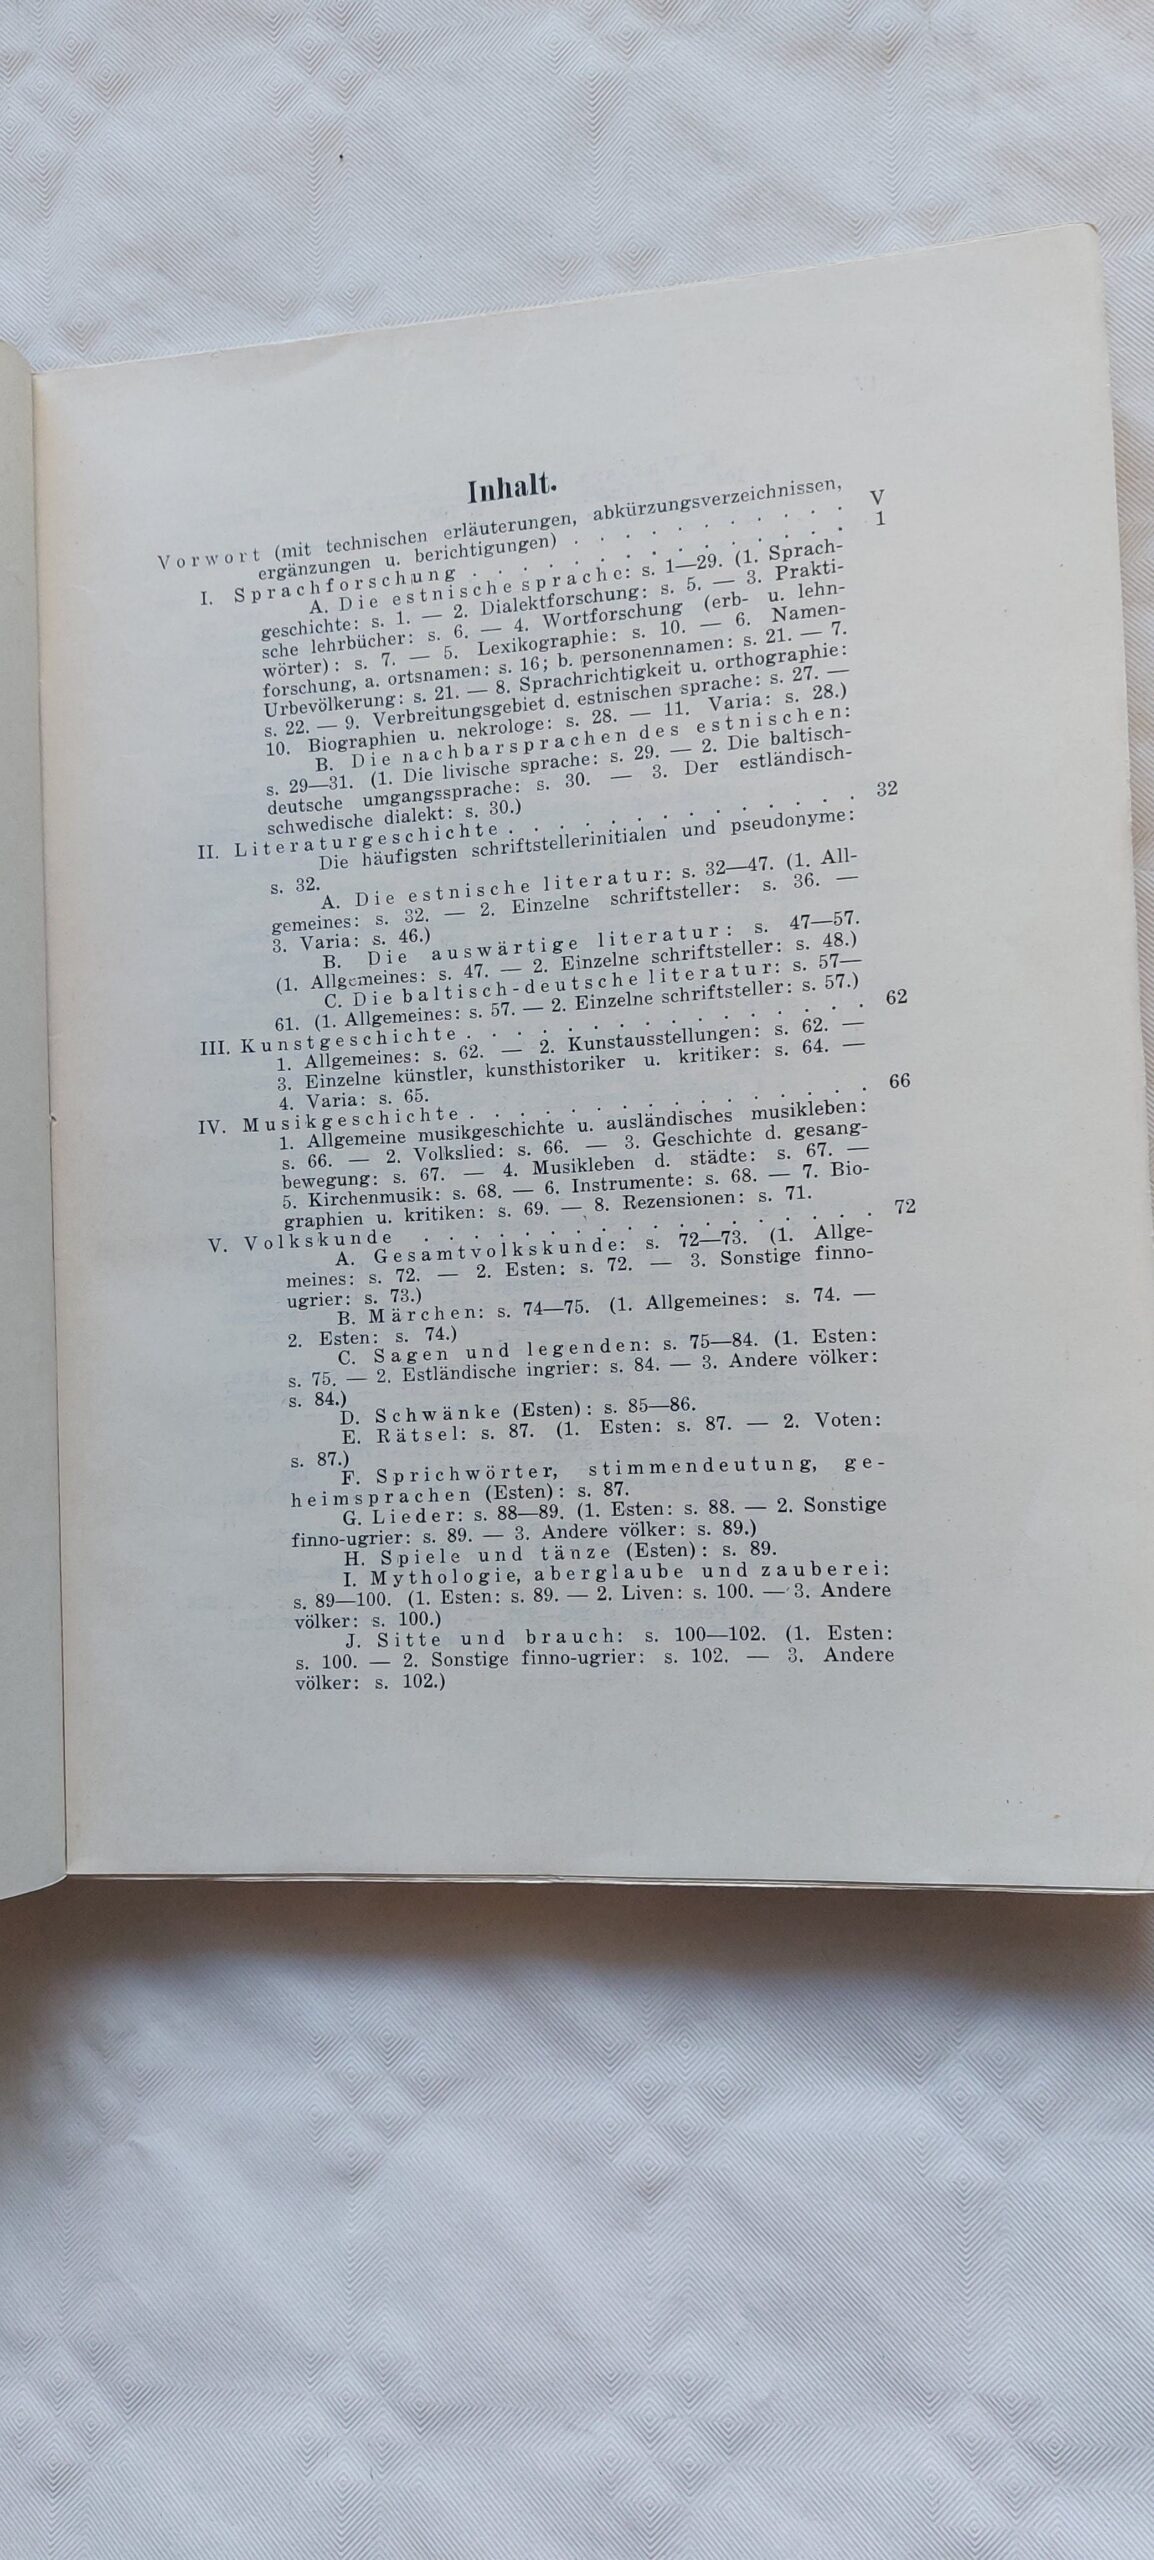 Inhalt.
Vorwort (mit technischen erläuterungen, abkürzungsverzeichnissen,
ergänzungen u. berichtigungen) . . . . . . . . . . V
I. Sprachforschung . . . . . . . . . . . . . . 1
A. Die estnische sprache: s. 1—29. (1. Sprach-
geschichte: s. 1. — 2. Dialektforschung: s. 5. — 3. Prakti-
sche lehrbücher: s. 6. — 4. Wortforschung (erb- u. lehn-
wörter): s. 7. — 5. Lexikographie: s. 10. — 6. Namen-
forschung, a. ortsnamen: s. 16; b. personennamen: s. 21. — 7.
Urbevölkerung: s. 21. — 8. Sprachrichtigkeit u. orthographie:
s. 22. — 9. Verbreitungsgebiet d. estnischen sprache: s. 27. —
10. Biographien u. nekrologe: s. 28. — 11. Varia: s. 28.)
B. Die nachbarsprachen des estnischen:
s. 29—31. (1. Die livische sprache: s. 29. — 2. Die baltisch-
deutsche umgangssprache: s. 30. — 3. Der estländisch-
schwedische dialekt: s. 30.)
II. Literaturgeschichte . . . . . . . . . . . . . 32
Die häufigsten schriftstellerinitialen und pseudonyme:
s. 32.
A. Die estnische literatur: s. 32—47. (1. All-
gemeines: s. 32. — 2. Einzelne schriftsteller: s. 36. —
3. Varia: s. 46.)
B. Die auswärtige literatur: s. 47—57.
(1. Allgemeines: s. 47. — 2. Einzelne schriftsteller: s. 48.)
C. Die baltisch-deutsche literatur: s. 57—
61. (1. Allgemeines: s. 57. — 2. Einzelne schriftsteller: s. 57.)
III. Kunstgeschichte . . . . . . . . . . . . . . . 62
1. Allgemeines: s. 62. — 2. Kunstausstellungen: s. 62. —
3. Einzelne künstler, kunsthistoriker u. kritiker: s. 64. —
4. Varia: s. 65.
IV. Musikgeschichte . . . . . . . . . . . . . . . 66
1. Allgemeine musikgeschichte u. ausländisches musikleben:
s. 66. — 2. Volkslied: s. 66. — 3. Geschichte d. gesang-
bewegung: s. 67. — 4. Musikleben d. städte: s. 67. —
5. Kirchenmusik: s. 68. — 6. Instrumente: s. 68. — 7. Bio-
graphien u. kritiken: s. 69. — 8. Rezensionen: s. 71.
V. Volkskunde . . . . . . . . . . . . . . . . . 72
A. Gesamtvolkskunde: s. 72—73. (1. Allge-
meines: s. 72. — 2. Esten: s. 72. — 3. Sonstige finno-
ugrier: s. 73.)
B. Märchen: s. 74—75. (1. Allgemeines: s. 74. —
2. Esten: s. 74.)
C. Sagen und legenden: s. 75—84. (1. Esten:
s. 75. — 2. Estländische ingrier: s. 84. — 3. Andere völker:
s. 84.)
D. Schwänke (Esten): s. 85—86.
E. Rätsel: s. 87. (1. Esten: s. 87. — 2. Voten:
s. 87.)
F. Sprichwörter, stimmendeutung, ge-
heimsprachen (Esten): s. 87.
G. Lieder: s. 88—89. (1. Esten: s. 88. — 2. Sonstige
finno-ugrier: s. 89. — 3. Andere völker: s. 89.)
H. Spiele und tänze (Esten): s. 89.
I. Mythologie, aberglaube und zauberei:
s. 89—100. (1. Esten: s. 89. — 2. Liven: s. 100. — 3. Andere
völker: s. 100.)
J. Sitte und brauch: s. 100—102. (1. Esten:
s. 100. — 2. Sonstige finno-ugrier: s. 102. — 3. Andere
völker: s. 102.)